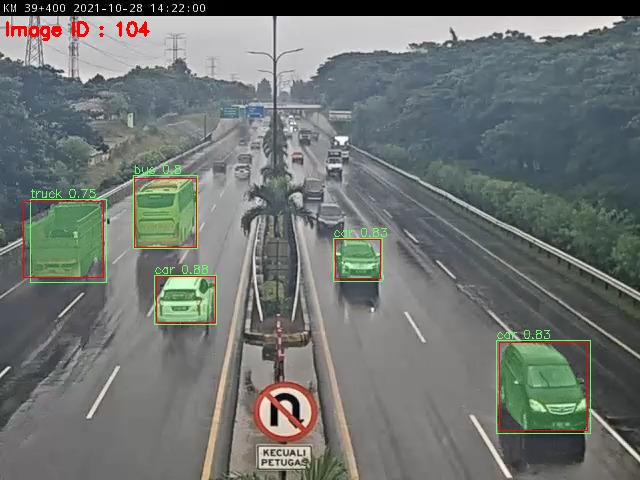 KM 39+400 2021-10-28 14:22:00
Image ID : 104
bus 0.8
truck 0.75
car 0.83
car 0.88
car 0.83
KECUALI
PETUGAS